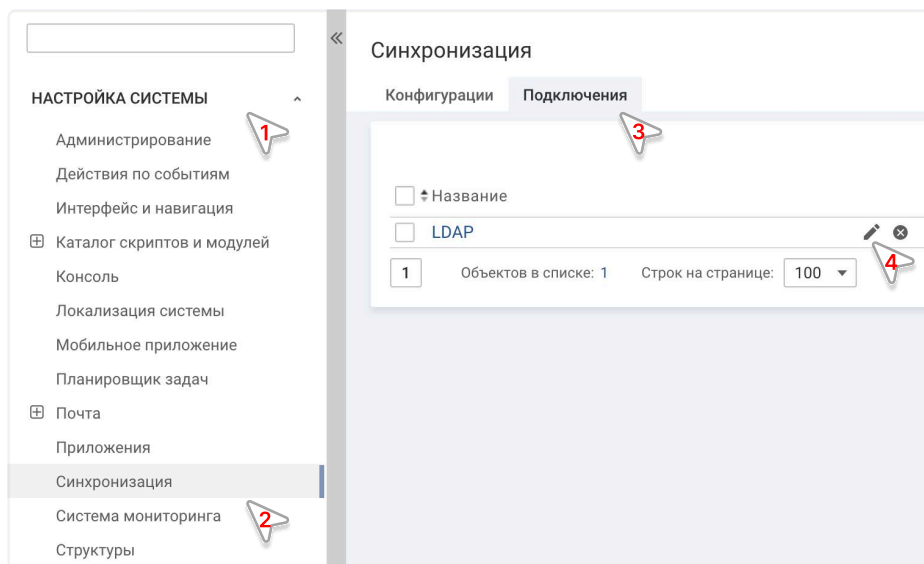 НАСТРОЙКА СИСТЕМЫ
1
Администрирование
Действия по событиям
Интерфейс и навигация
Каталог скриптов и модулей
Консоль
Локализация системы
Мобильное приложение
Планировщик задач
Почта
Приложения
Синхронизация
Система мониторинга
2
Структуры
Синхронизация
Конфигурации Подключения
3
Название
LDAP
4
1 Объектов в списке: 1 Строк на странице: 100